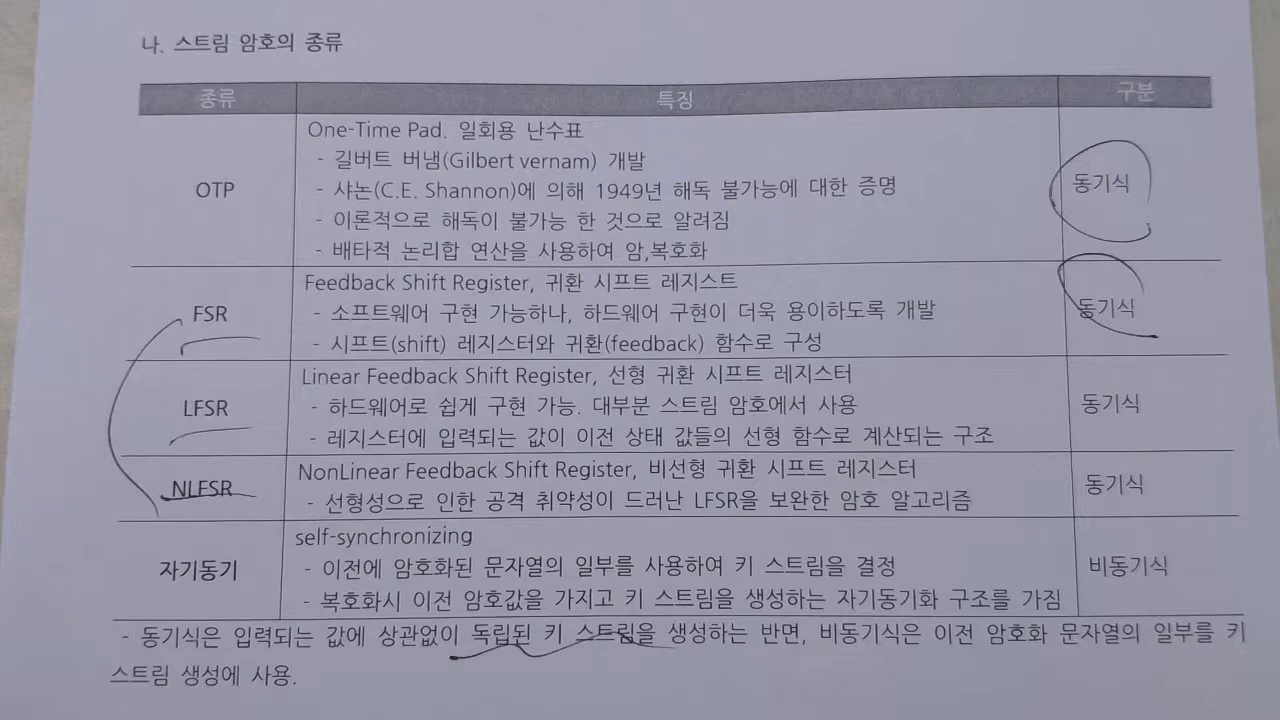 나. 스트림 암호의 종류
종류 특징 구분
One-Time Pad. 일회용 난수표
- 길버트 버냄(Gilbert vernam) 개발
OTP - 샤논(C.E. Shannon)에 의해 1949년 해독 불가능에 대한 증명 동기식
- 이론적으로 해독이 불가능 한 것으로 알려짐
- 배타적 논리합 연산을 사용하여 암,복호화
Feedback Shift Register, 귀환 시프트 레지스트
FSR - 소프트웨어 구현 가능하나, 하드웨어 구현이 더욱 용이하도록 개발 동기식
- 시프트(shift) 레지스터와 귀환(feedback) 함수로 구성
Linear Feedback Shift Register, 선형 귀환 시프트 레지스터
LFSR - 하드웨어로 쉽게 구현 가능. 대부분 스트림 암호에서 사용 동기식
- 레지스터에 입력되는 값이 이전 상태 값들의 선형 함수로 계산되는 구조
NonLinear Feedback Shift Register, 비선형 귀환 시프트 레지스터
NLFSR - 선형성으로 인한 공격 취약성이 드러난 LFSR을 보완한 암호 알고리즘 동기식
self-synchronizing
자기동기 - 이전에 암호화된 문자열의 일부를 사용하여 키 스트림을 결정 비동기식
- 복호화시 이전 암호값을 가지고 키 스트림을 생성하는 자기동기화 구조를 가짐
- 동기식은 입력되는 값에 상관없이 독립된 키 스트림을 생성하는 반면, 비동기식은 이전 암호화 문자열의 일부를 키
스트림 생성에 사용.